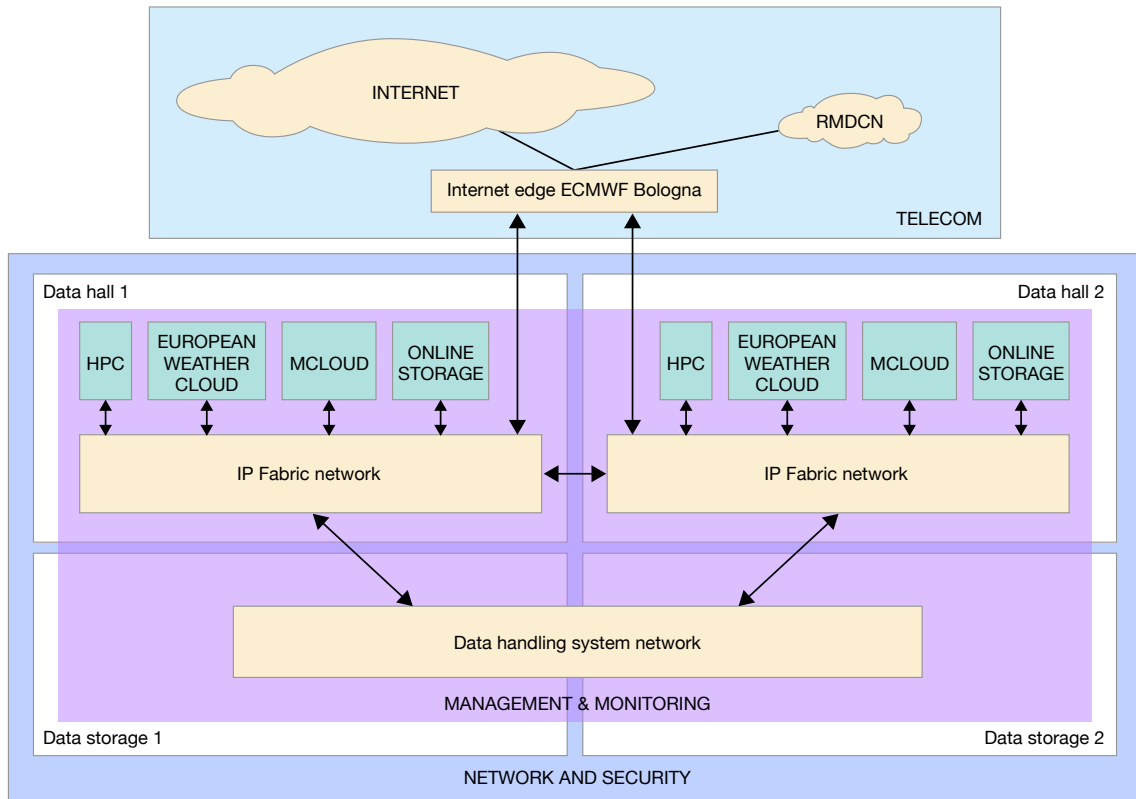 INTERNET
RMDCN
Internet edge ECMWF Bologna
TELECOM
Data hall 1
Data hall 2
HPC
EUROPEAN
WEATHER
CLOUD
MCLOUD
ONLINE
STORAGE
HPC
EUROPEAN
WEATHER
CLOUD
MCLOUD
ONLINE
STORAGE
IP Fabric network
IP Fabric network
Data handling system network
MANAGEMENT & MONITORING
Data storage 1
Data storage 2
NETWORK AND SECURITY